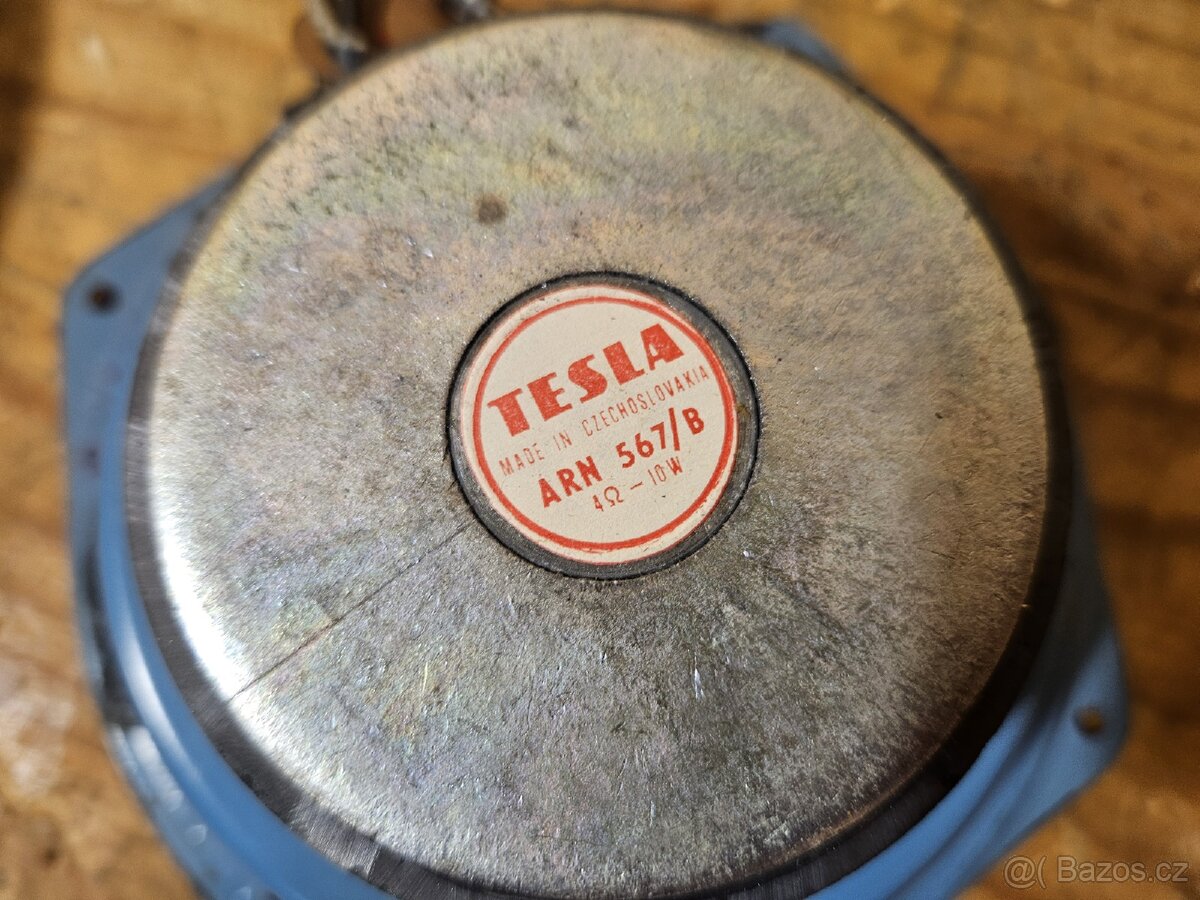 TESLA
MADE IN CZECHOSLOVAKIA
ARN 567/B
4Ω - 10W
@( Bazos.cz